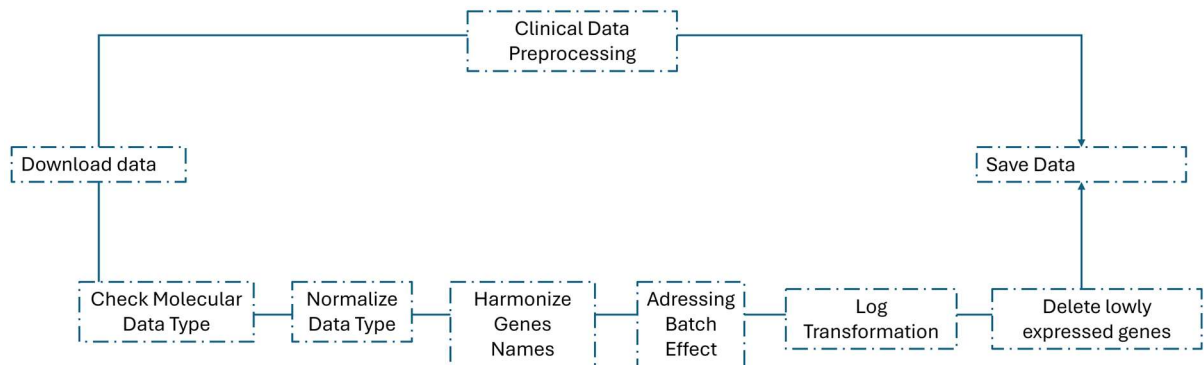 Clinical Data
Preprocessing
Download data
Save Data
Check Molecular
Data Type
Normalize
Data Type
Harmonize
Genes
Names
Adressing
Batch
Effect
Log
Transformation
Delete lowly
expressed genes